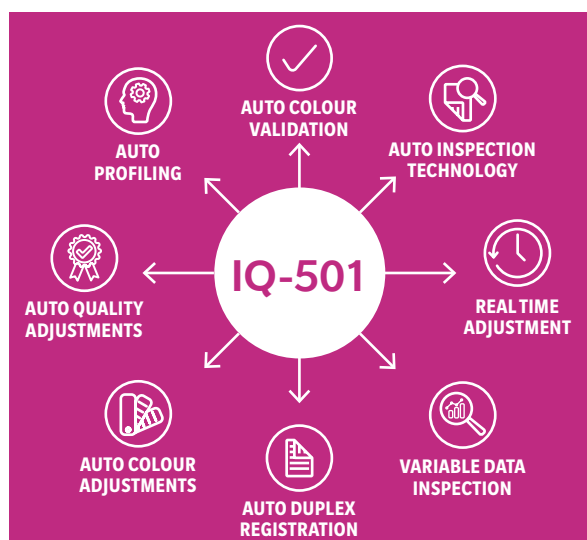 AUTO COLOUR
VALIDATION
AUTO
PROFILING
AUTO INSPECTION
TECHNOLOGY
IQ-501
AUTO QUALITY
ADJUSTMENTS
REAL TIME
ADJUSTMENT
AUTO COLOUR
ADJUSTMENTS
VARIABLE DATA
INSPECTION
AUTO DUPLEX
REGISTRATION